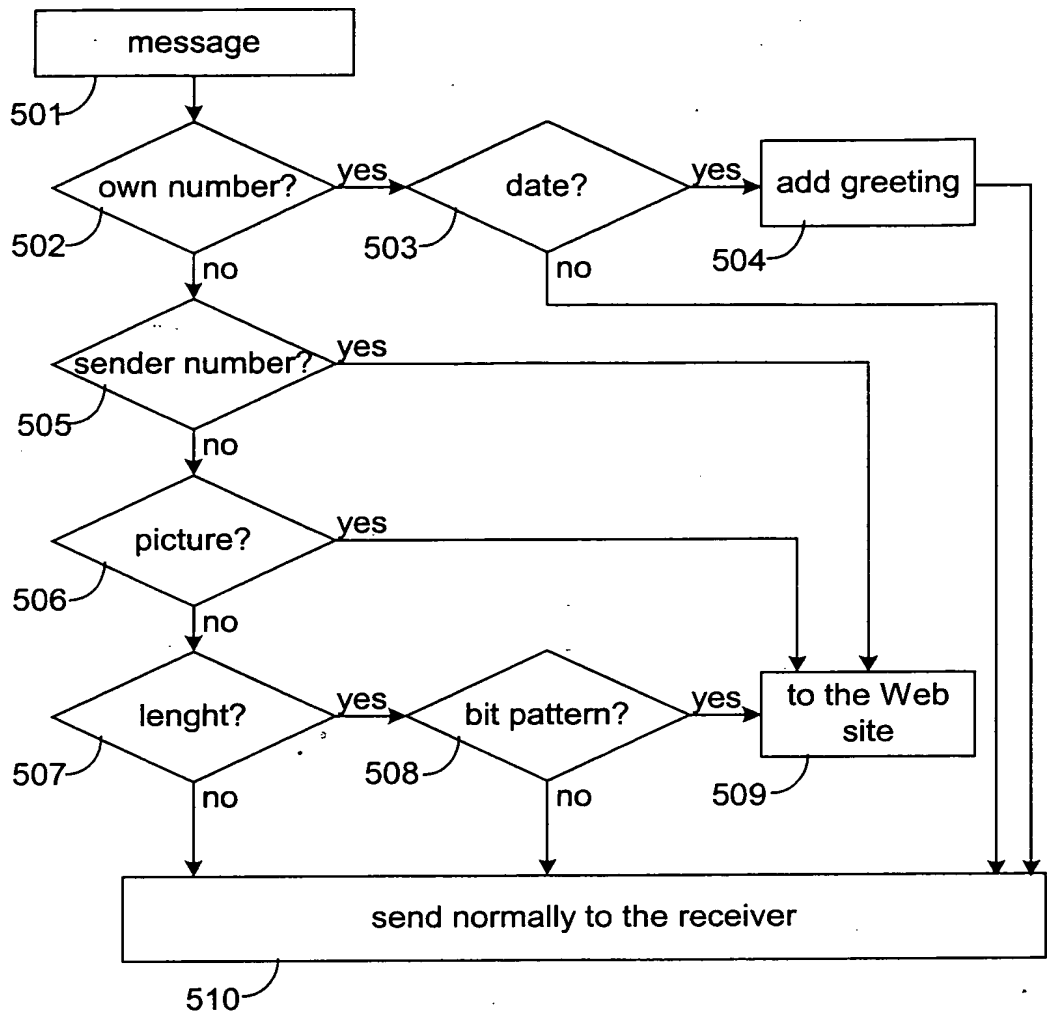 message
501
own number?
yes
date?
yes
add greeting
502
503
504
no
no
sender number?
yes
505
no
picture?
yes
506
no
lenght?
yes
bit pattern?
yes
to the Web
site
507
508
509
no
no
send normally to the receiver
510